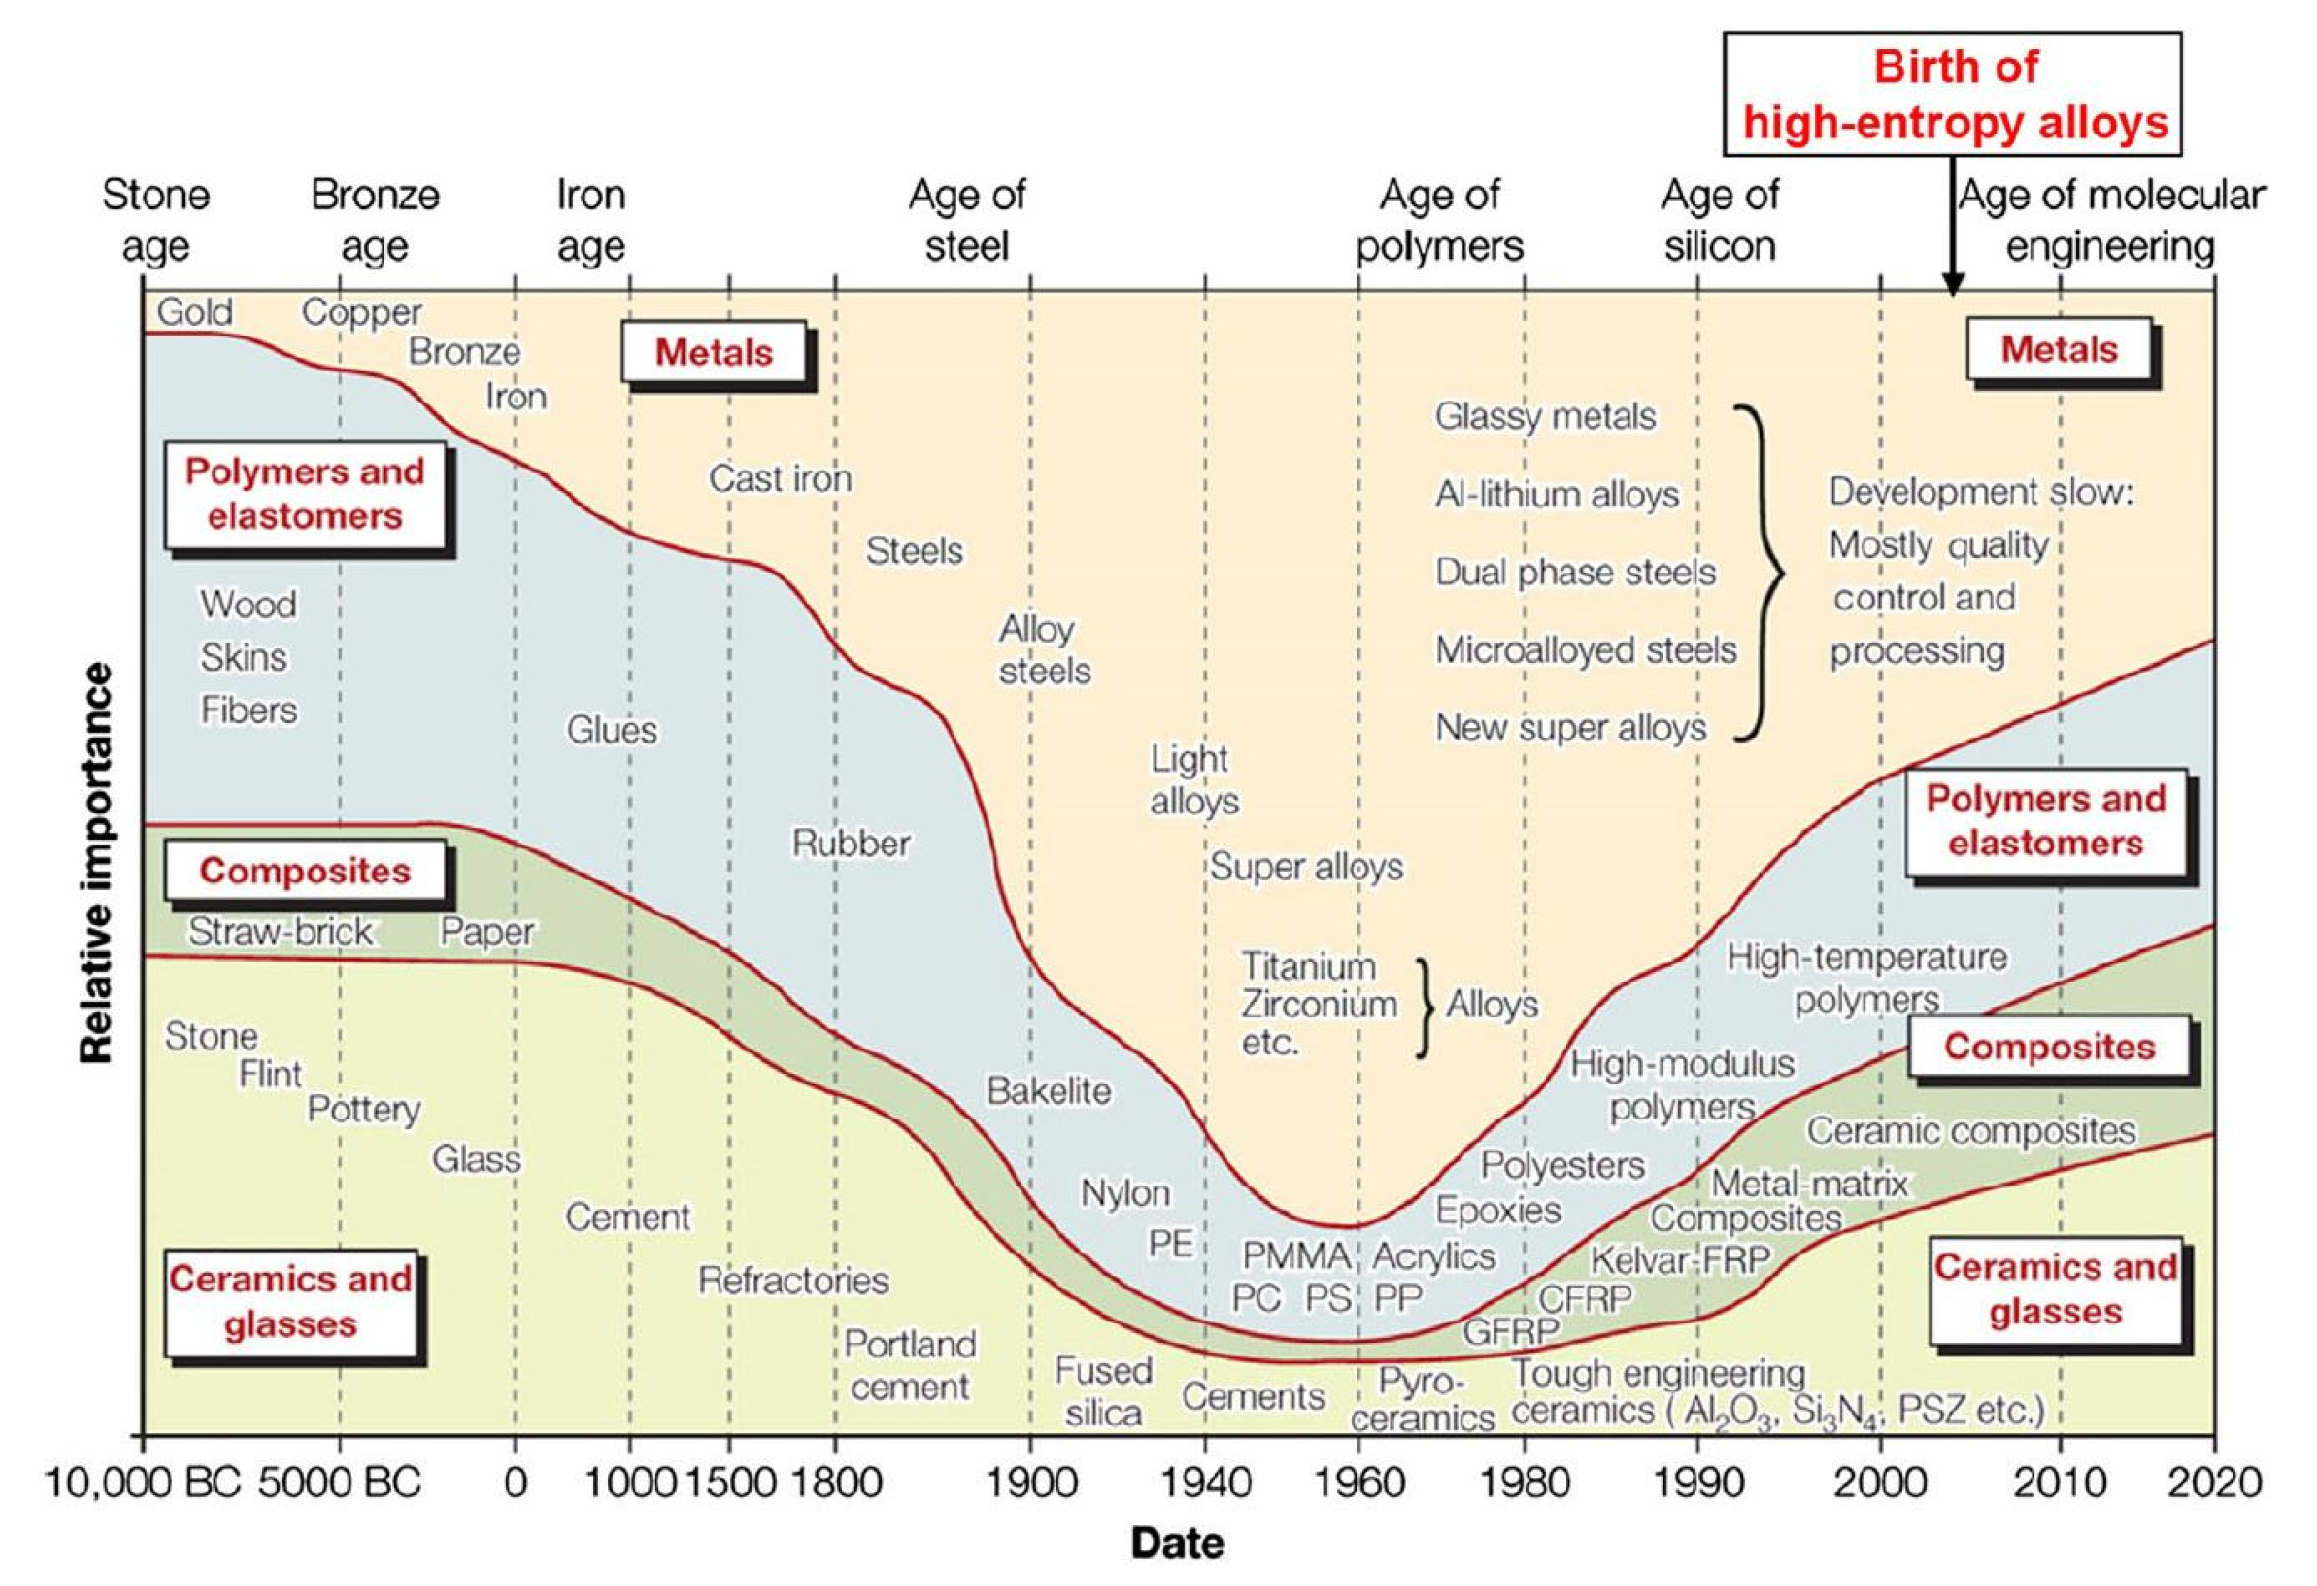 Birth of
high-entropy alloys
Stone
age
Bronze
age
Iron
age
Age of
steel
Age of
polymers
Age of
silicon
Age of molecular
engineering
Gold
Copper
Bronze
Iron
Metals
Metals
Glassy metals
Al-lithium alloys
Dual phase steels
Microalloyed steels
New super alloys
Development slow:
Mostly quality
control and
processing
Polymers and
elastomers
Wood
Skins
Fibers
Cast iron
Steels
Alloy
steels
Glues
Light
alloys
Rubber
Super alloys
Titanium
Zirconium
etc.
Alloys
Polymers and
elastomers
Composites
Straw-brick
Paper
High-temperature
polymers
Composites
Stone
Flint
Pottery
Glass
Bakelite
High-modulus
polymers
Ceramic composites
Nylon
PE
Polyesters
Epoxies
Metal-matrix
Composites
Cement
PMMA
Acrylics
Kelvar-FRP
PC
PS
PP
CFRP
GFRP
Ceramics and
glasses
Refractories
Ceramics and
glasses
Portland
cement
Fused
silica
Cements
Pyro-
ceramics
Tough engineering
ceramics ( Al₂O₃, Si₃N₄, PSZ etc.)
Relative importance
10,000 BC
5000 BC
0
1000
1500
1800
1900
1940
1960
1980
1990
2000
2010
2020
Date